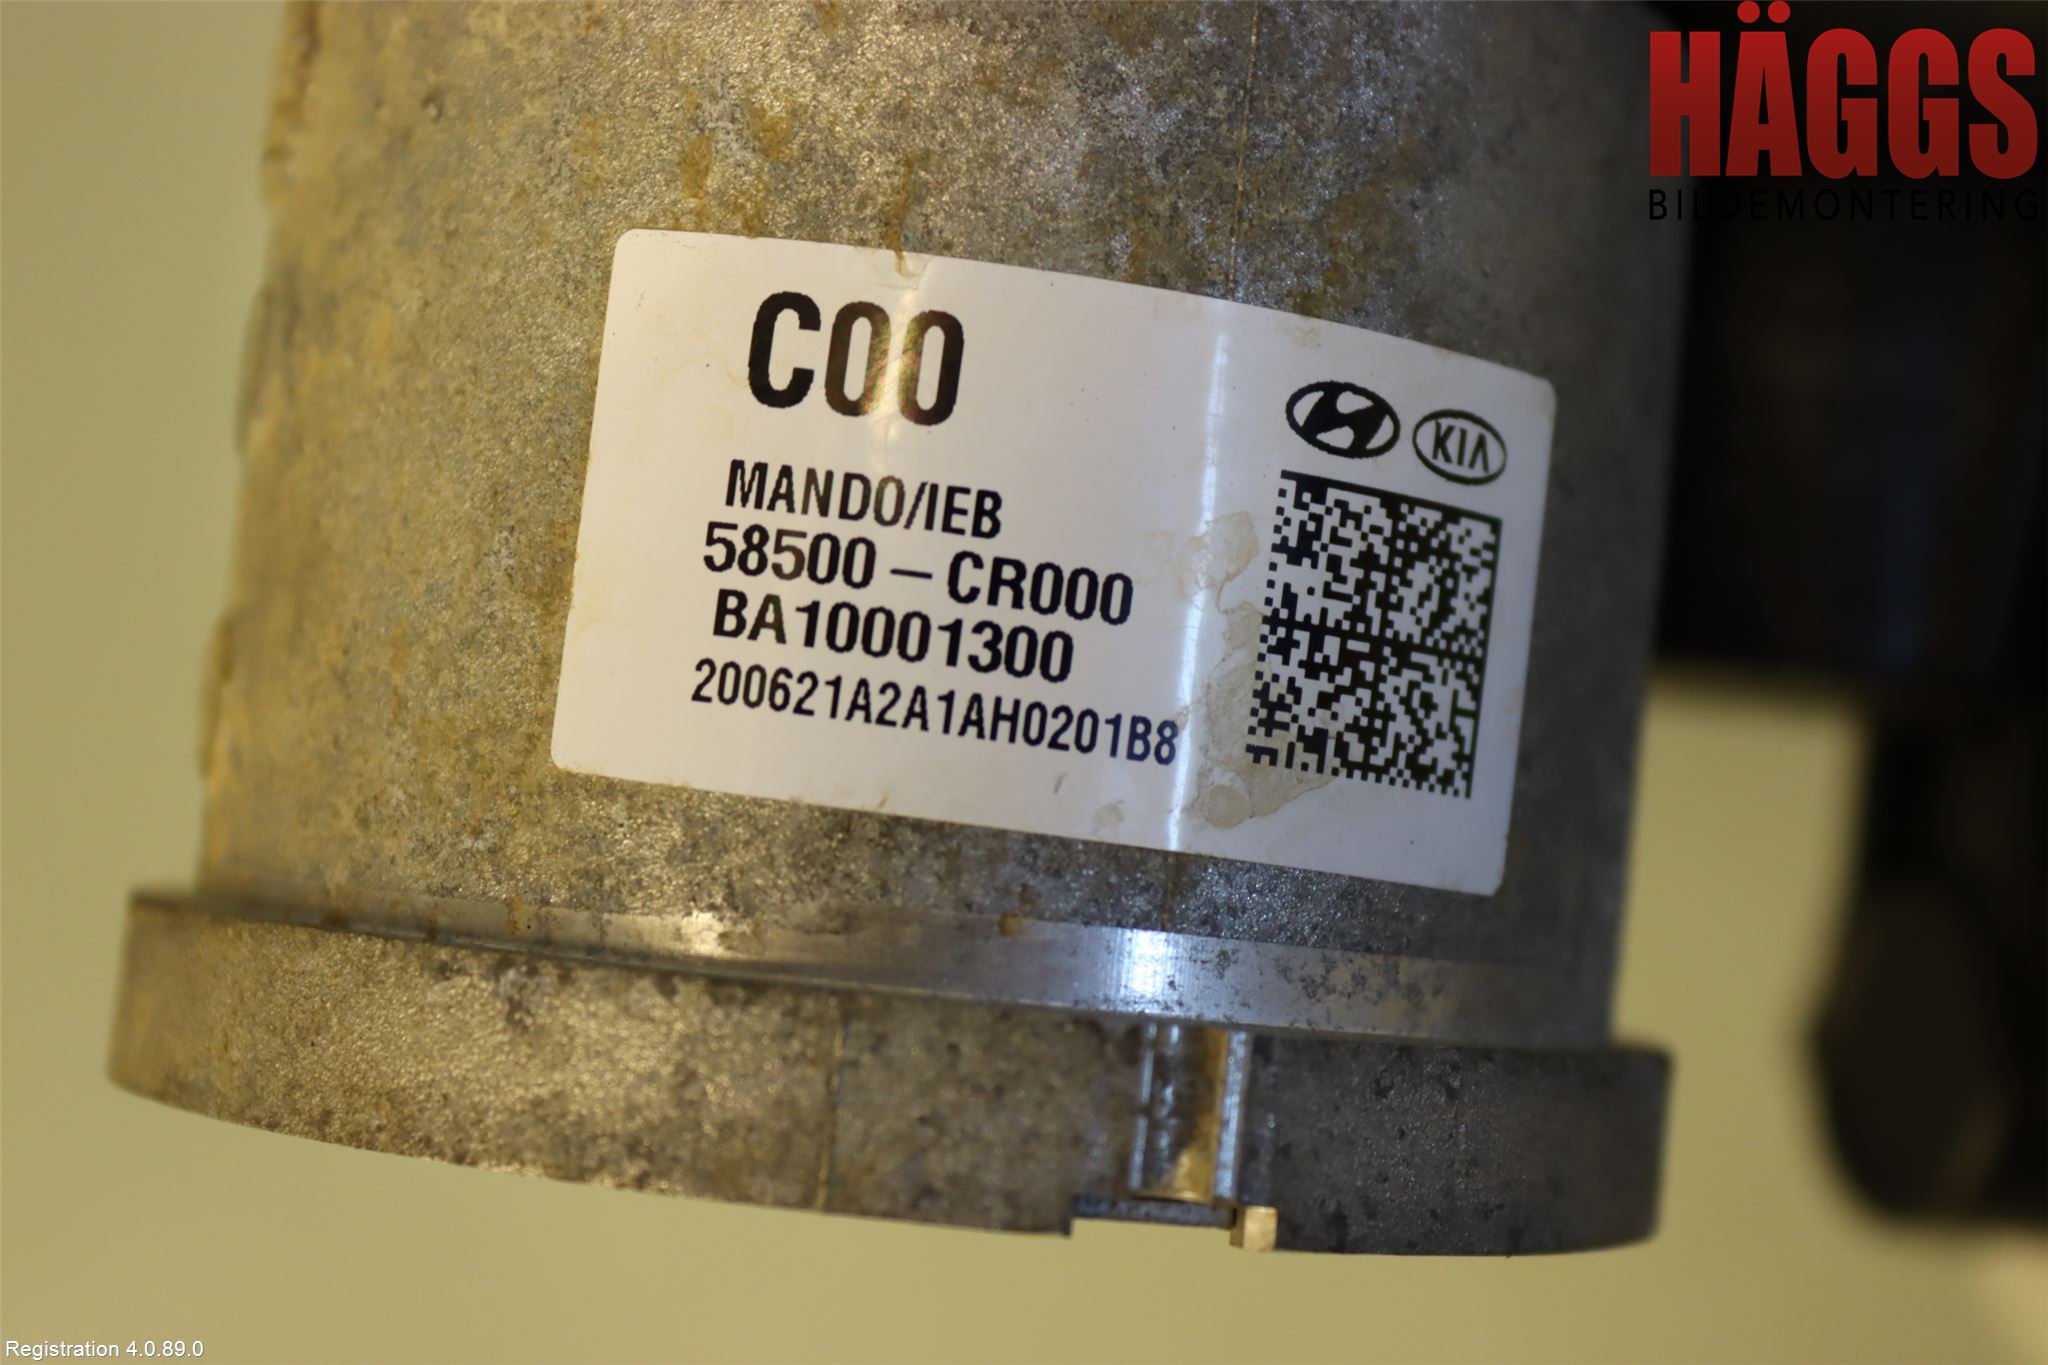 HÄGGS
BILDEMONTERING
C00
KIA
MANDO/IEB
58500-CR000
BA10001300
200621A2A1AH0201B8
Registration 4.0.89.0